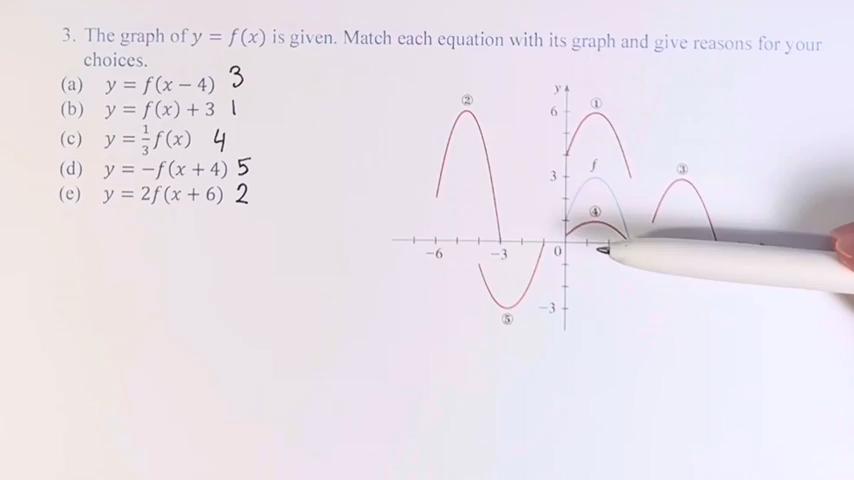 3. The graph of y = f(x) is given. Match each equation with its graph and give reasons for your
choices.
(a) y = f(x − 4) 3
(b) y = f(x) + 3 1
(c) y = 1/3 f(x) 4
(d) y = −f(x + 4) 5
(e) y = 2f(x + 6) 2
y
② 6 ①
f
3 ③
④
−6 −3 0
−3
⑤